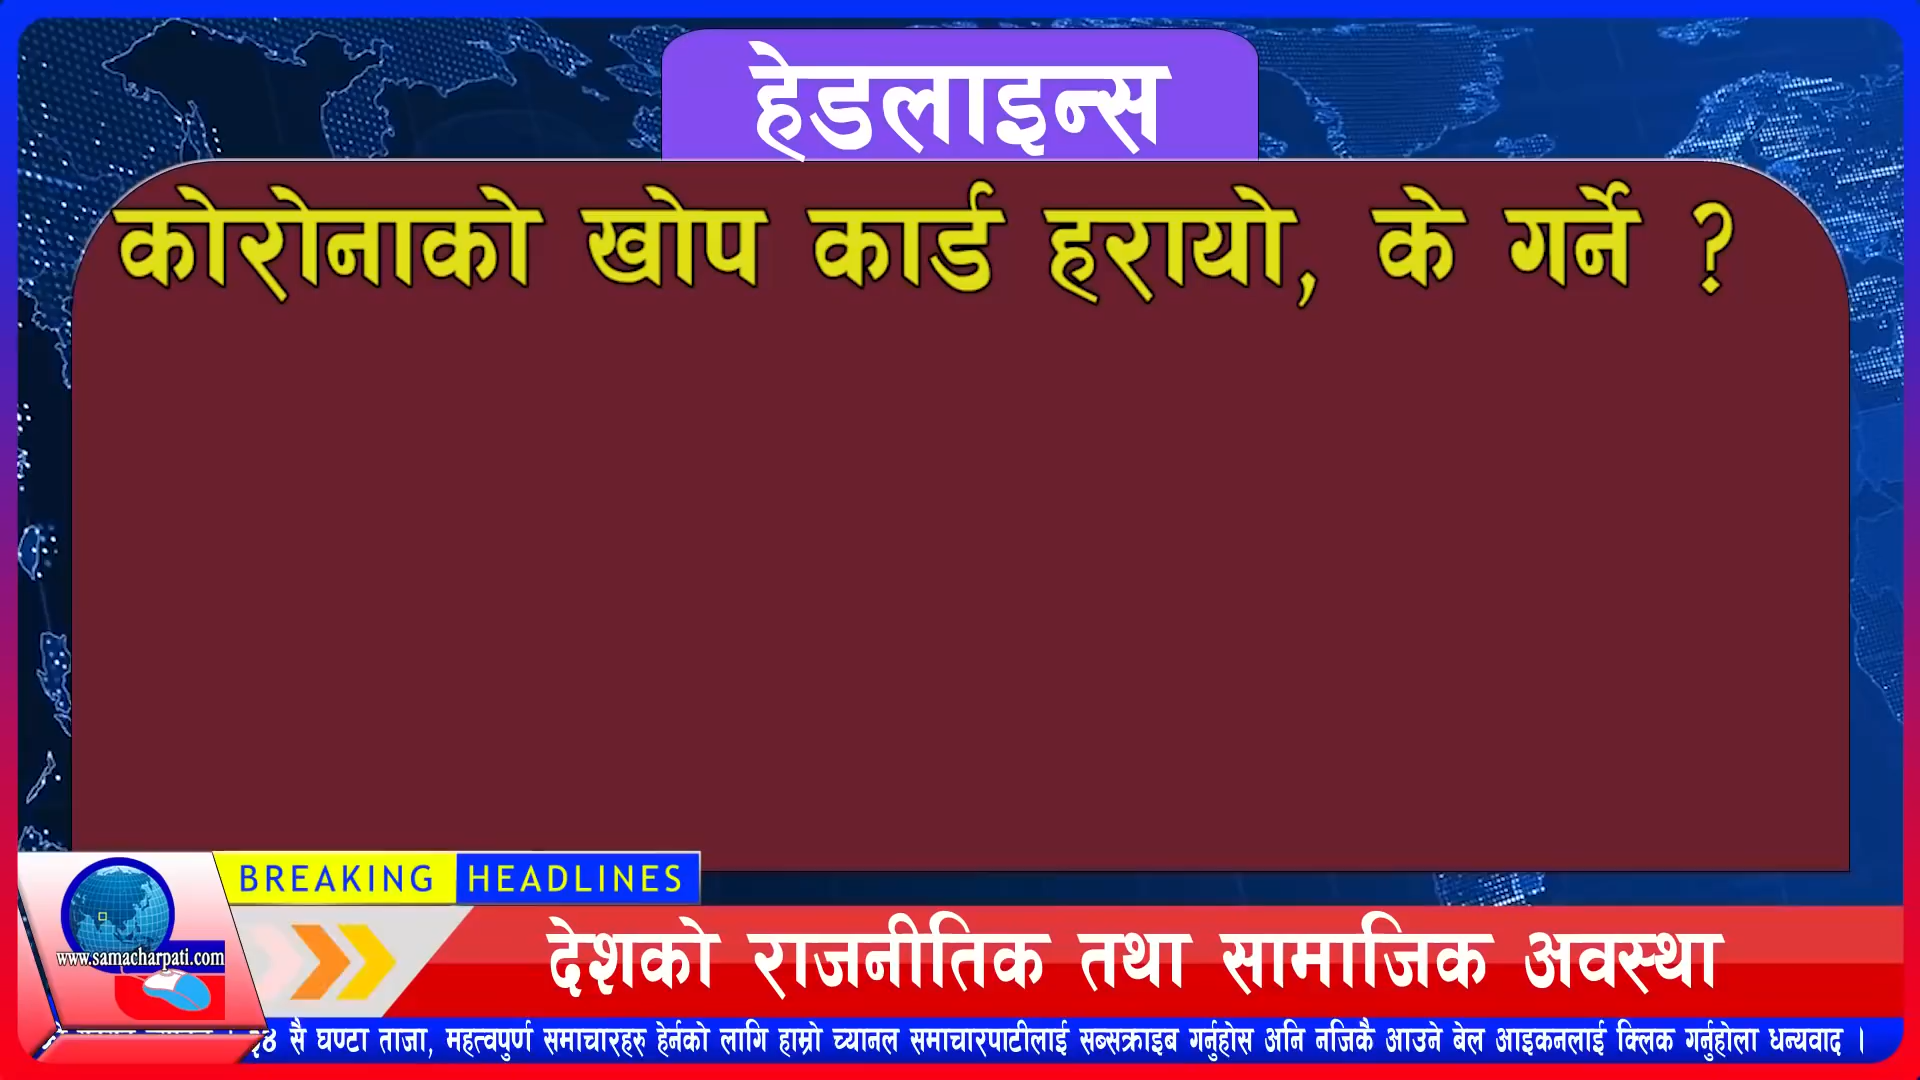 हेडलाइन्स
कोरोनाको खोप कार्ड हरायो, के गर्ने ?
BREAKING HEADLINES
www.samacharpati.com
देशको राजनीतिक तथा सामाजिक अवस्था
सै घण्टा ताजा, महत्वपुर्ण समाचारहरु हेर्नको लागि हाम्रो च्यानल समाचारपाटीलाई सब्सक्राइब गर्नुहोस अनि नजिकै आउने बेल आइकनलाई क्लिक गर्नुहोला धन्यवाद ।